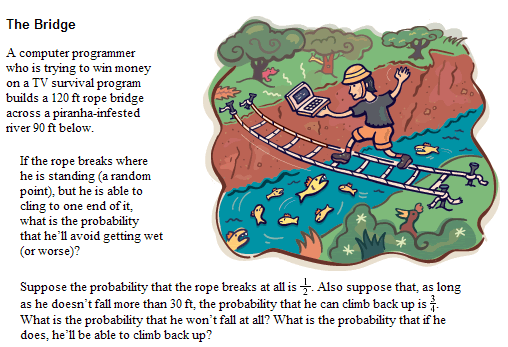 The Bridge
A computer programmer
who is trying to win money
on a TV survival program
builds a 120 ft rope bridge
across a piranha-infested
river 90 ft below.
If the rope breaks where
he is standing (a random
point), but he is able to
cling to one end of it,
what is the probability
that he'll avoid getting wet
(or worse)?
Suppose the probability that the rope breaks at all is 1/2. Also suppose that, as long
as he doesn't fall more than 30 ft, the probability that he can climb back up is 3/4.
What is the probability that he won't fall at all? What is the probability that if he
does, he'll be able to climb back up?